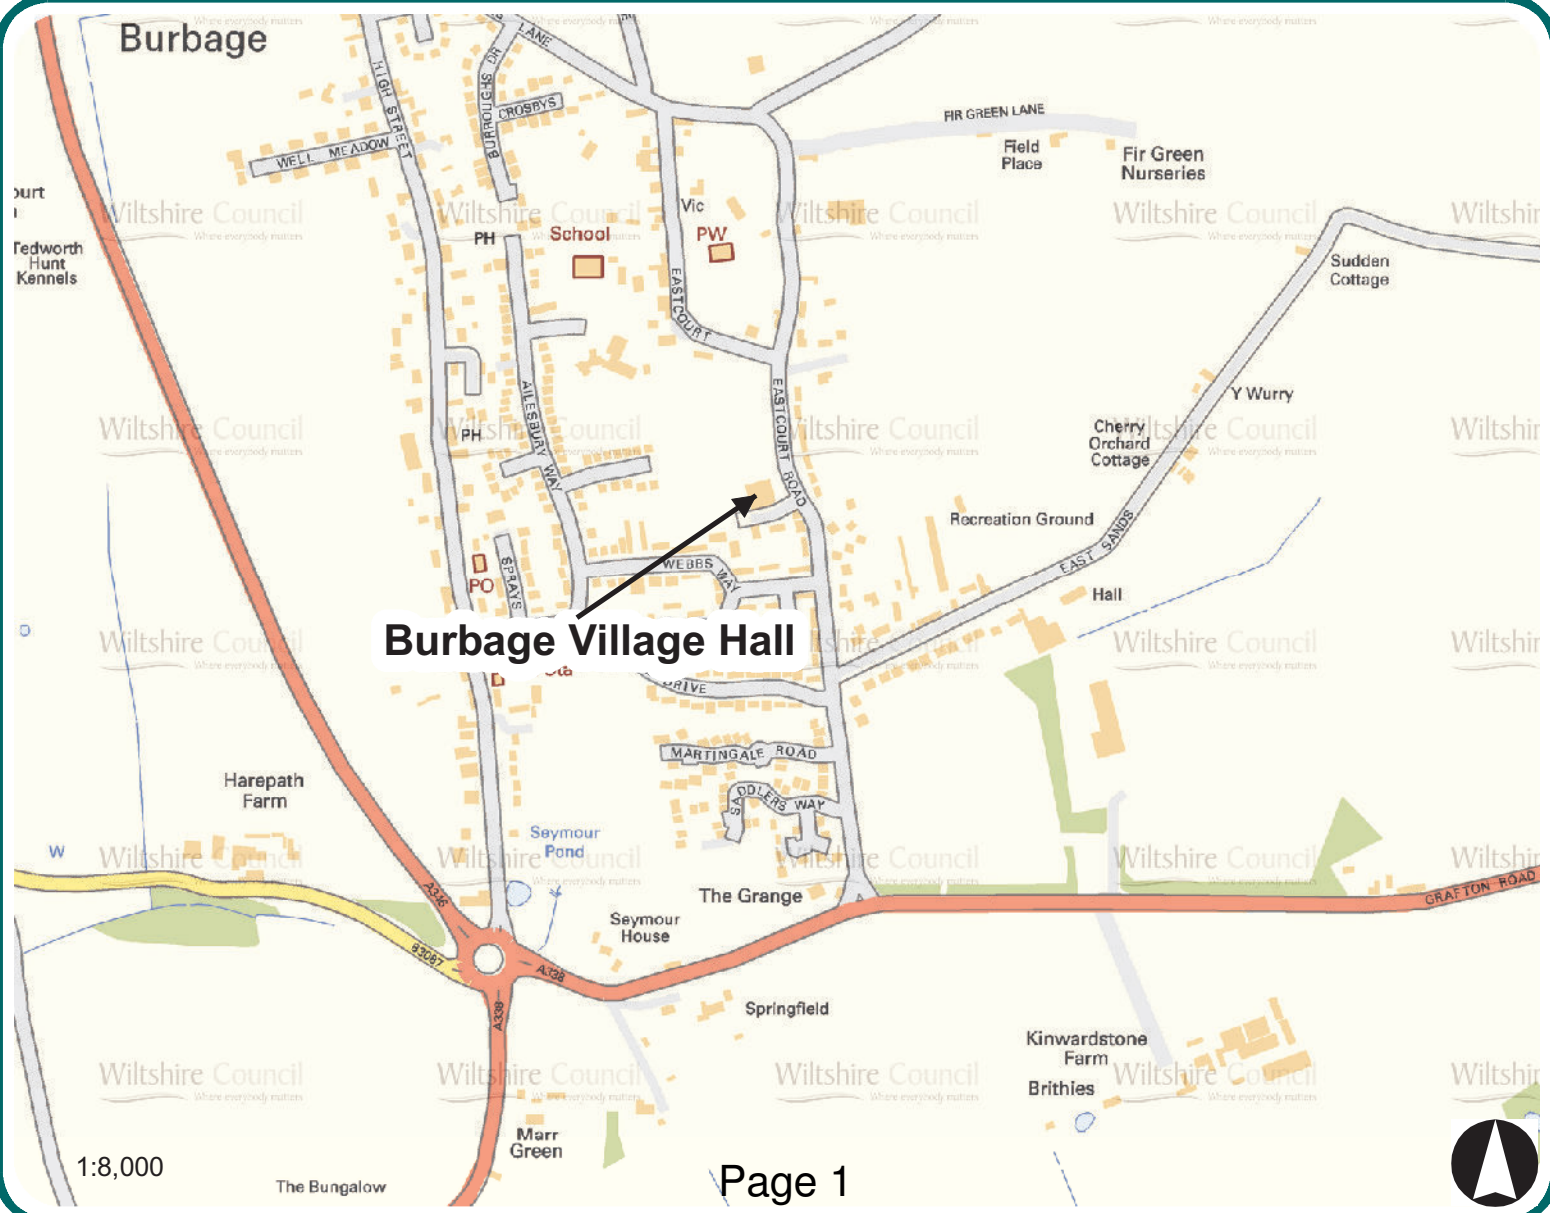 Burbage
LANE
HIGH STREET
BURROUGHS DR
CROSBYS
WELL MEADOW
FIR GREEN LANE
Field
Place
Fir Green
Nurseries
Vic
PW
School
PH
Tedworth
Hunt
Kennels
Sudden
Cottage
EASTCOURT
EASTCOURT ROAD
AILESBURY WAY
PH
Y Wurry
Cherry
Orchard
Cottage
Recreation Ground
EAST SANDS
Hall
PO
SPRAYS
WEBBS WAY
Burbage Village Hall
DRIVE
MARTINGALE ROAD
SADDLERS WAY
Harepath
Farm
Seymour
Pond
W
The Grange
Seymour
House
A346
B3087
A338
A338
GRAFTON ROAD
Springfield
Kinwardstone
Farm
Brithies
Marr
Green
The Bungalow
1:8,000
Page 1
Wiltshire Council
Where everybody matters